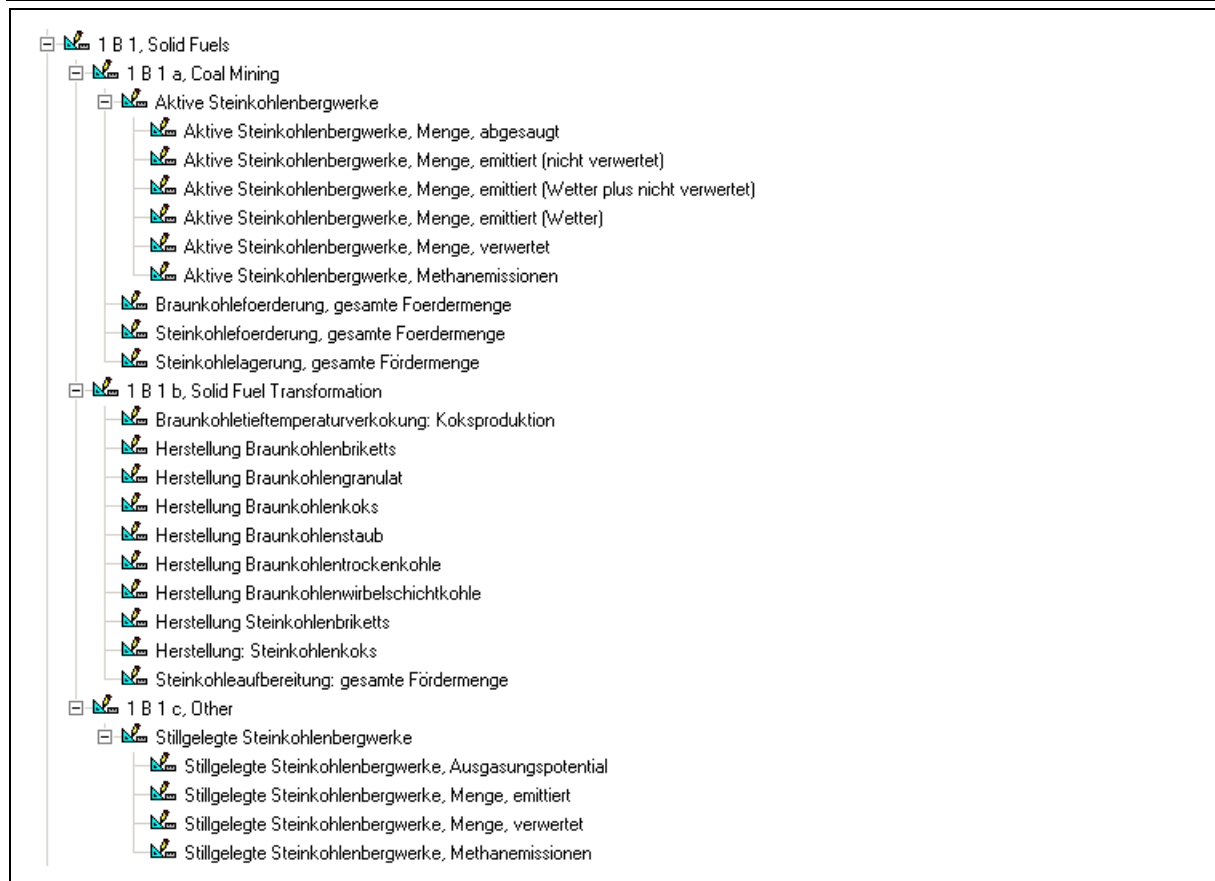 1 B 1, Solid Fuels
1 B 1 a, Coal Mining
Aktive Steinkohlenbergwerke
Aktive Steinkohlenbergwerke, Menge, abgesaugt
Aktive Steinkohlenbergwerke, Menge, emittiert (nicht verwertet)
Aktive Steinkohlenbergwerke, Menge, emittiert (Wetter plus nicht verwertet)
Aktive Steinkohlenbergwerke, Menge, emittiert (Wetter)
Aktive Steinkohlenbergwerke, Menge, verwertet
Aktive Steinkohlenbergwerke, Methanemissionen
Braunkohlefoerderung, gesamte Foerdermenge
Steinkohlefoerderung, gesamte Foerdermenge
Steinkohlelagerung, gesamte Fördermenge
1 B 1 b, Solid Fuel Transformation
Braunkohletieftemperaturverkokung: Koksproduktion
Herstellung Braunkohlenbriketts
Herstellung Braunkohlengranulat
Herstellung Braunkohlenkoks
Herstellung Braunkohlenstaub
Herstellung Braunkohlentrockenkohle
Herstellung Braunkohlenwirbelschichtkohle
Herstellung Steinkohlenbriketts
Herstellung: Steinkohlenkoks
Steinkohleaufbereitung: gesamte Fördermenge
1 B 1 c, Other
Stillgelegte Steinkohlenbergwerke
Stillgelegte Steinkohlenbergwerke, Ausgasungspotential
Stillgelegte Steinkohlenbergwerke, Menge, emittiert
Stillgelegte Steinkohlenbergwerke, Menge, verwertet
Stillgelegte Steinkohlenbergwerke, Methanemissionen